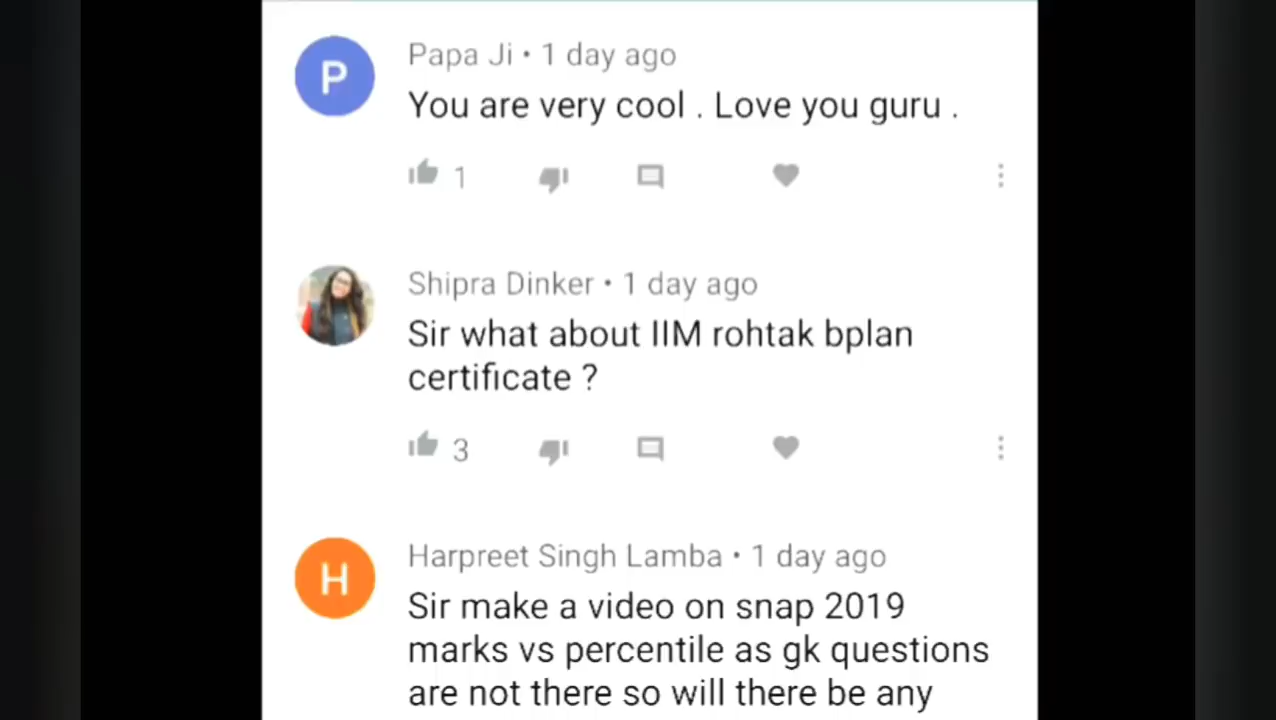 P
Papa Ji • 1 day ago
You are very cool . Love you guru .
1
Shipra Dinker • 1 day ago
Sir what about IIM rohtak bplan
certificate ?
3
H
Harpreet Singh Lamba • 1 day ago
Sir make a video on snap 2019
marks vs percentile as gk questions
are not there so will there be any